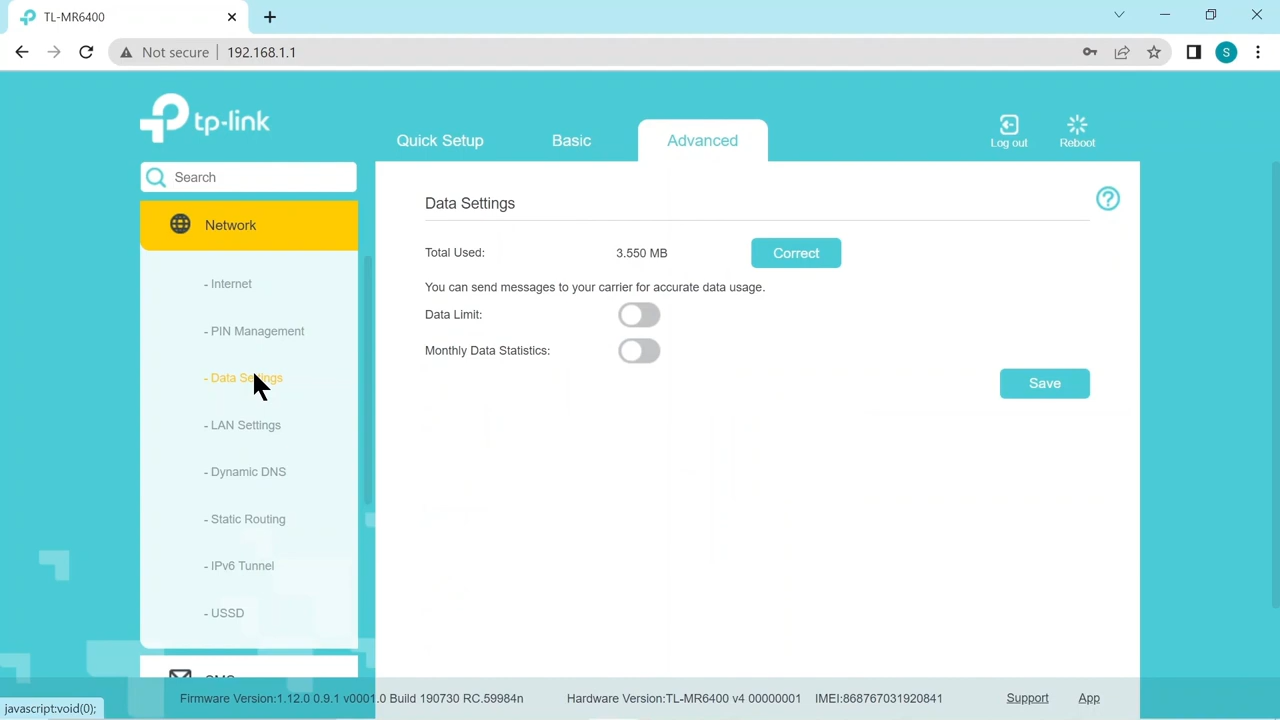 TL-MR6400
Not secure
192.168.1.1
S
tp-link
Quick Setup
Basic
Advanced
Log out
Reboot
Search
Network
- Internet
- PIN Management
- Data Settings
- LAN Settings
- Dynamic DNS
- Static Routing
- IPv6 Tunnel
- USSD
Data Settings
?
Total Used:
3.550 MB
Correct
You can send messages to your carrier for accurate data usage.
Data Limit:
Monthly Data Statistics:
Save
Firmware Version:1.12.0 0.9.1 v0001.0 Build 190730 RC.59984n
Hardware Version:TL-MR6400 v4 00000001
IMEI:868767031920841
Support
App
javascript:void(0);